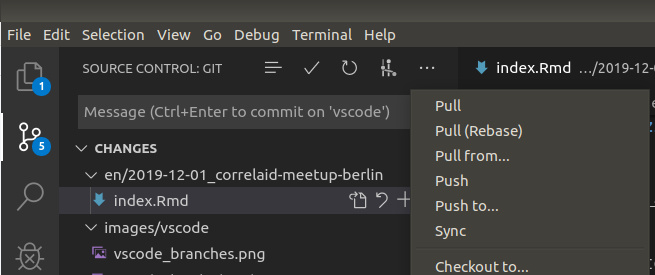 File Edit Selection View Go Debug Terminal Help
SOURCE CONTROL: GIT
index.Rmd …/2019-12-0
1
Message (Ctrl+Enter to commit on 'vscode')
5
CHANGES
en/2019-12-01_correlaid-meetup-berlin
index.Rmd
images/vscode
vscode_branches.png
Pull
Pull (Rebase)
Pull from...
Push
Push to...
Sync
Checkout to...